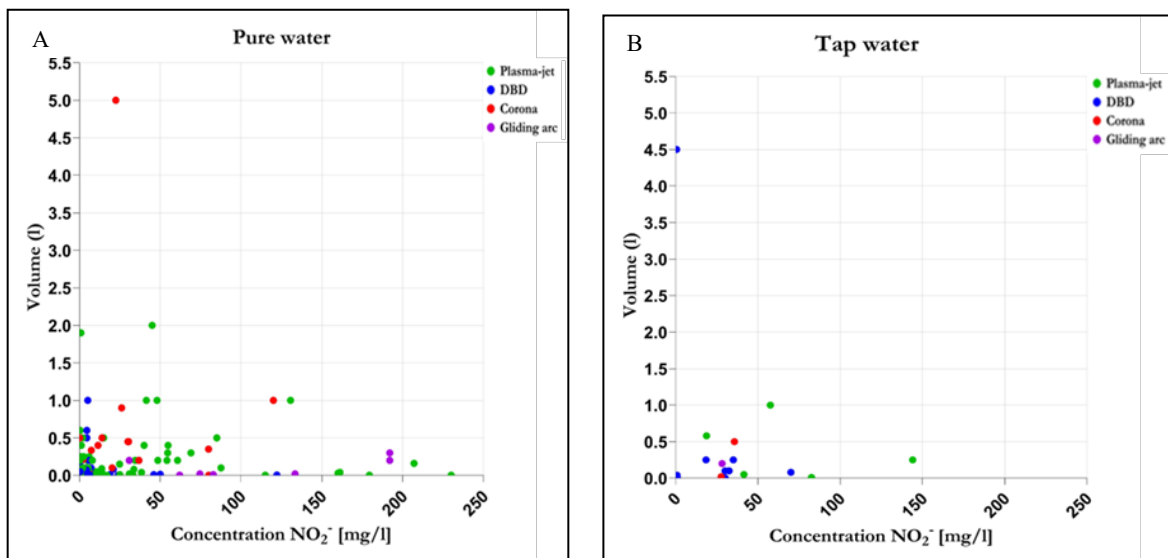 A
Pure water
Volume (l)
5.5
5.0
4.5
4.0
3.5
3.0
2.5
2.0
1.5
1.0
0.5
0.0
0
50
100
150
200
250
Concentration NO₂⁻ [mg/l]
Plasma-jet
DBD
Corona
Gliding arc
B
Tap water
Volume (l)
5.5
5.0
4.5
4.0
3.5
3.0
2.5
2.0
1.5
1.0
0.5
0.0
0
50
100
150
200
250
Concentration NO₂⁻ [mg/l]
Plasma-jet
DBD
Corona
Gliding arc